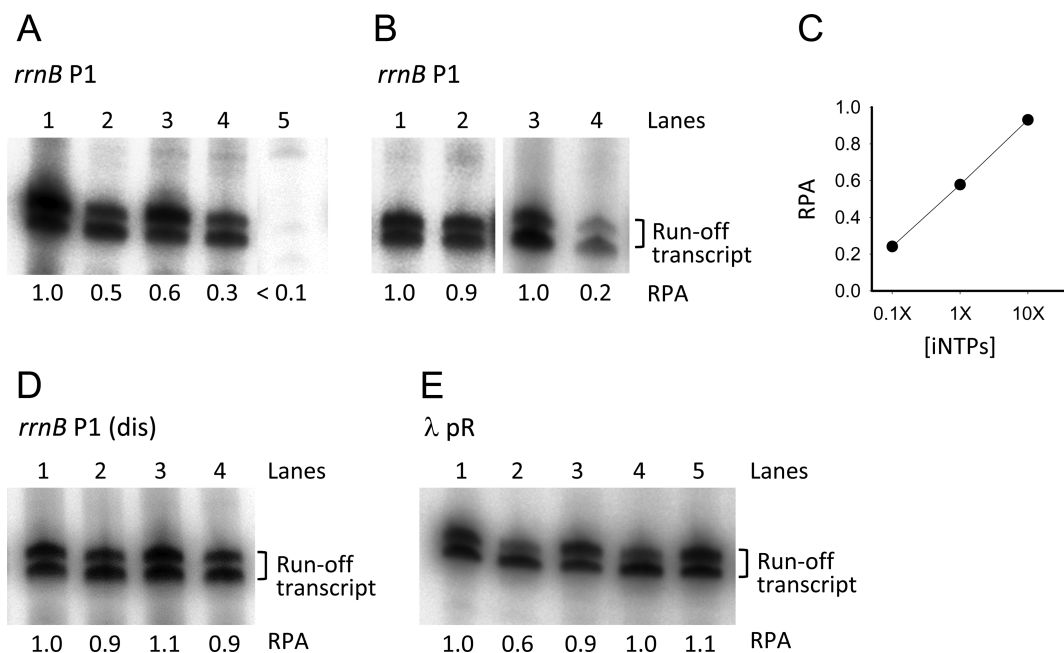 A
rrnB P1
1 2 3 4 5
1.0 0.5 0.6 0.3 < 0.1
B
rrnB P1
1 2 3 4 Lanes
Run-off
transcript
1.0 0.9 1.0 0.2 RPA
C
1.0
0.8
0.6
0.4
0.2
0.0
RPA
0.1X 1X 10X
[iNTPs]
D
rrnB P1 (dis)
1 2 3 4 Lanes
Run-off
transcript
1.0 0.9 1.1 0.9 RPA
E
λ pR
1 2 3 4 5 Lanes
Run-off
transcript
1.0 0.6 0.9 1.0 1.1 RPA